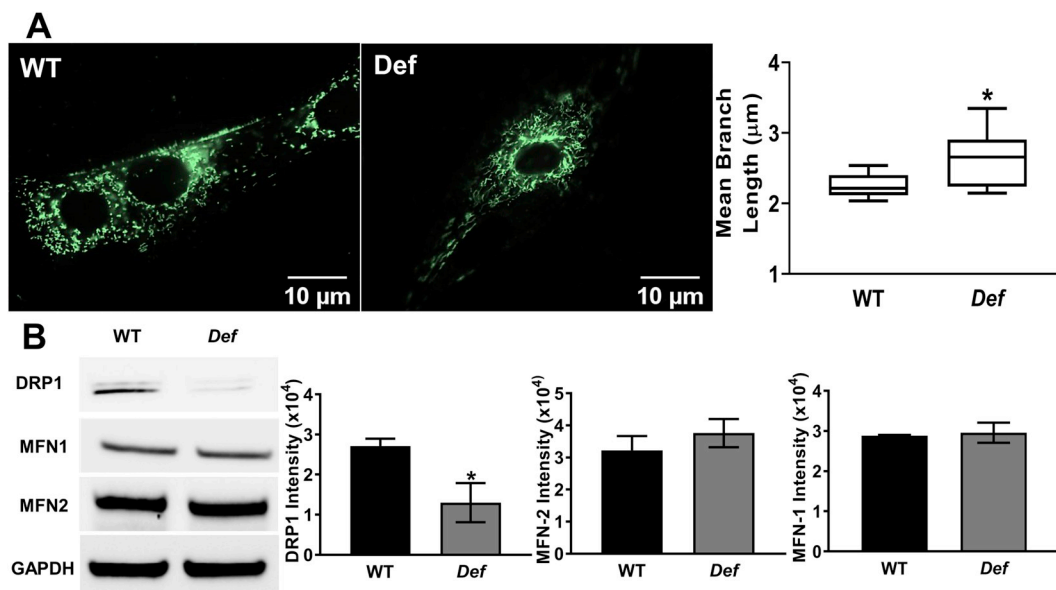 A
WT
Def
10 µm
10 µm
Mean Branch
Length (µm)
4
3
2
1
*
WT
Def
B
WT
Def
DRP1
MFN1
MFN2
GAPDH
DRP1 Intensity (x10⁴)
4
3
2
1
0
*
WT
Def
MFN-2 Intensity (x10⁴)
5
4
3
2
1
0
WT
Def
MFN-1 Intensity (x10⁴)
4
3
2
1
0
WT
Def